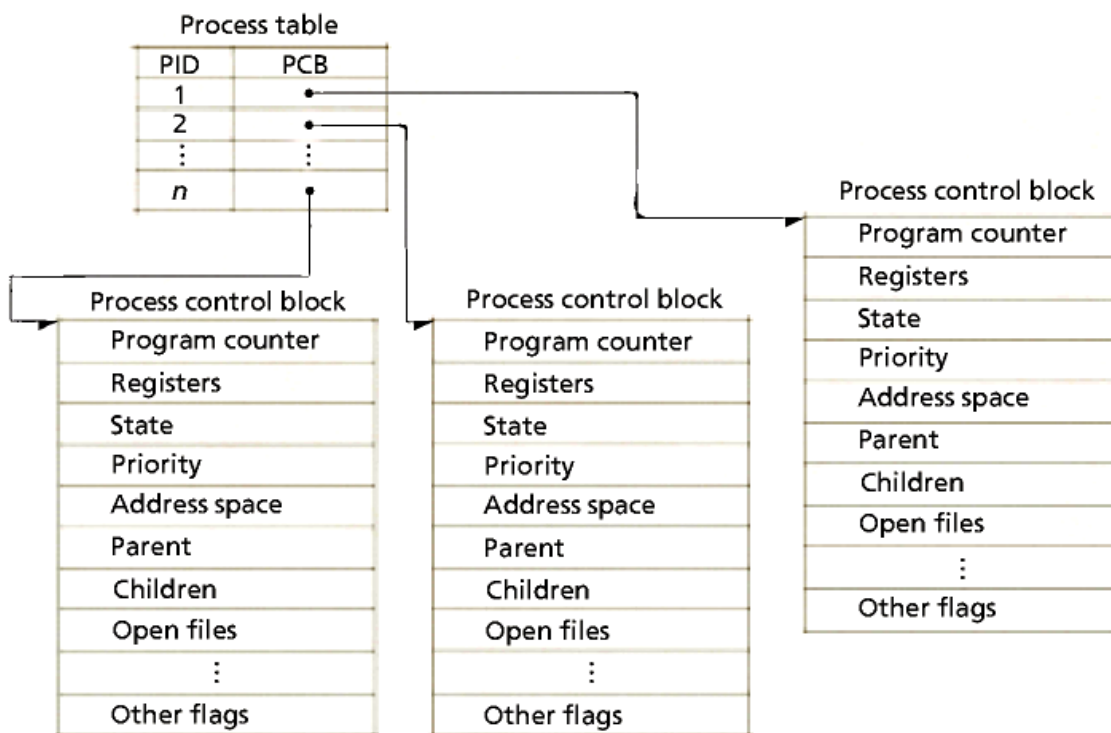 Process table
PID PCB
1
2
⋮ ⋮
n
Process control block
Program counter
Registers
State
Priority
Address space
Parent
Children
Open files
⋮
Other flags
Process control block
Program counter
Registers
State
Priority
Address space
Parent
Children
Open files
⋮
Other flags
Process control block
Program counter
Registers
State
Priority
Address space
Parent
Children
Open files
⋮
Other flags